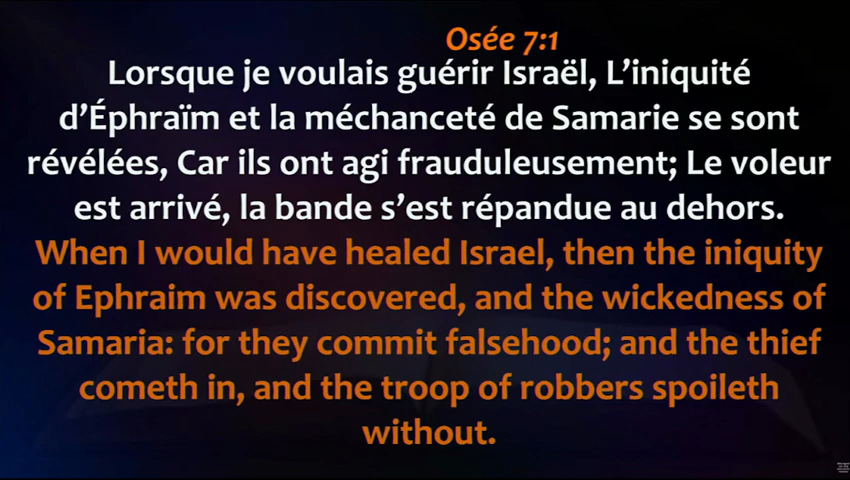 Osée 7:1
Lorsque je voulais guérir Israël, L’iniquité
d’Éphraïm et la méchanceté de Samarie se sont
révélées, Car ils ont agi frauduleusement; Le voleur
est arrivé, la bande s’est répandue au dehors.
When I would have healed Israel, then the iniquity
of Ephraim was discovered, and the wickedness of
Samaria: for they commit falsehood; and the thief
cometh in, and the troop of robbers spoileth
without.